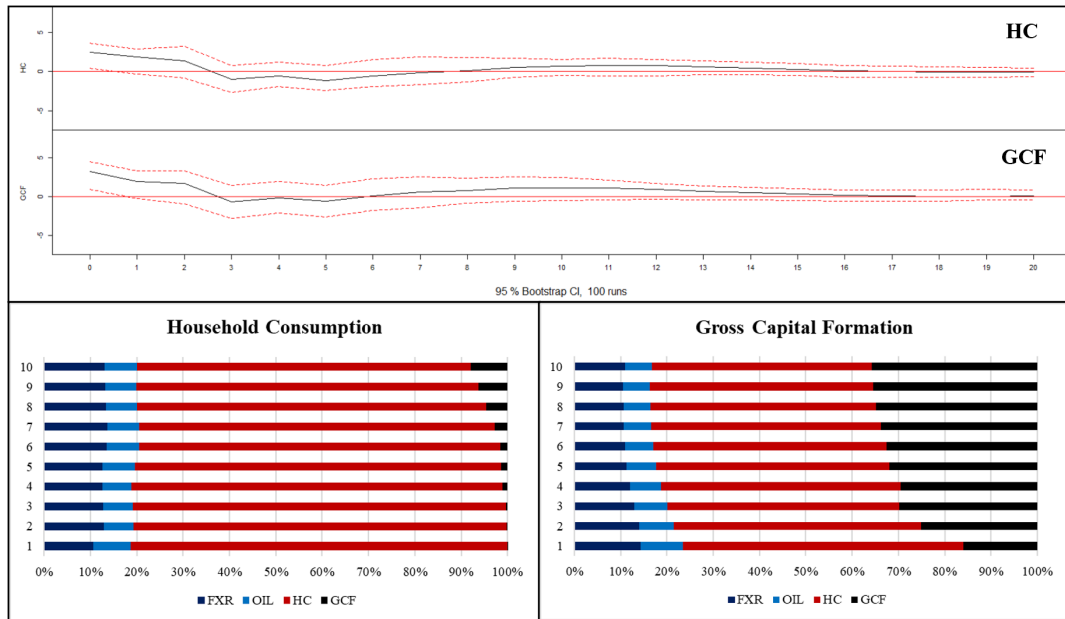 HC
5
0
-5
HC
GCF
5
0
-5
GCF
0 1 2 3 4 5 6 7 8 9 10 11 12 13 14 15 16 17 18 19 20
95 % Bootstrap CI, 100 runs
Household Consumption
10
9
8
7
6
5
4
3
2
1
0% 10% 20% 30% 40% 50% 60% 70% 80% 90% 100%
FXR OIL HC GCF
Gross Capital Formation
10
9
8
7
6
5
4
3
2
1
0% 10% 20% 30% 40% 50% 60% 70% 80% 90% 100%
FXR OIL HC GCF